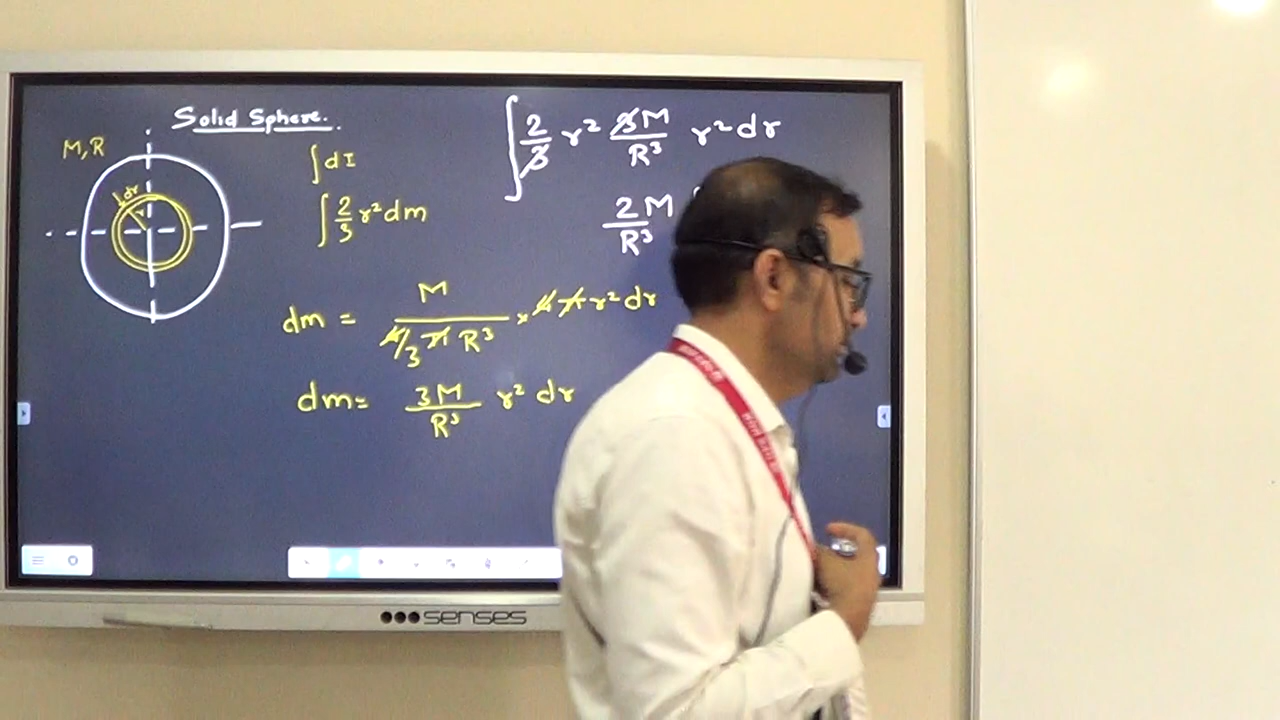 Solid Sphere.
M, R
dr
r
∫ dI
∫ 2/3 r² dm
dm = M / 4/3 π R³ × 4 π r² dr
dm = 3M/R³ r² dr
∫ 2/3 r² 3M/R³ r² dr
2M/R³
senses